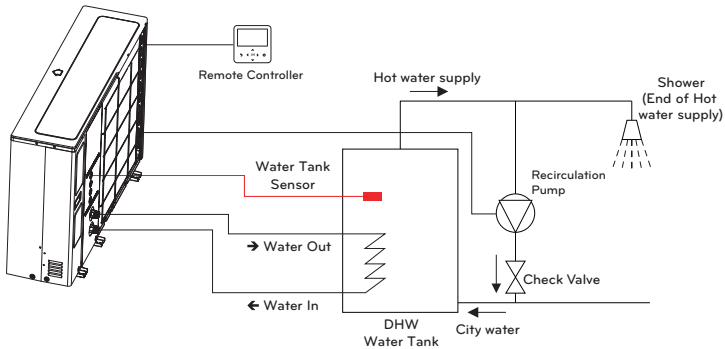 Remote Controller
Hot water supply
Shower
(End of Hot
water supply)
Water Tank
Sensor
Recirculation
Pump
→ Water Out
Check Valve
← Water In
DHW
Water Tank
City water